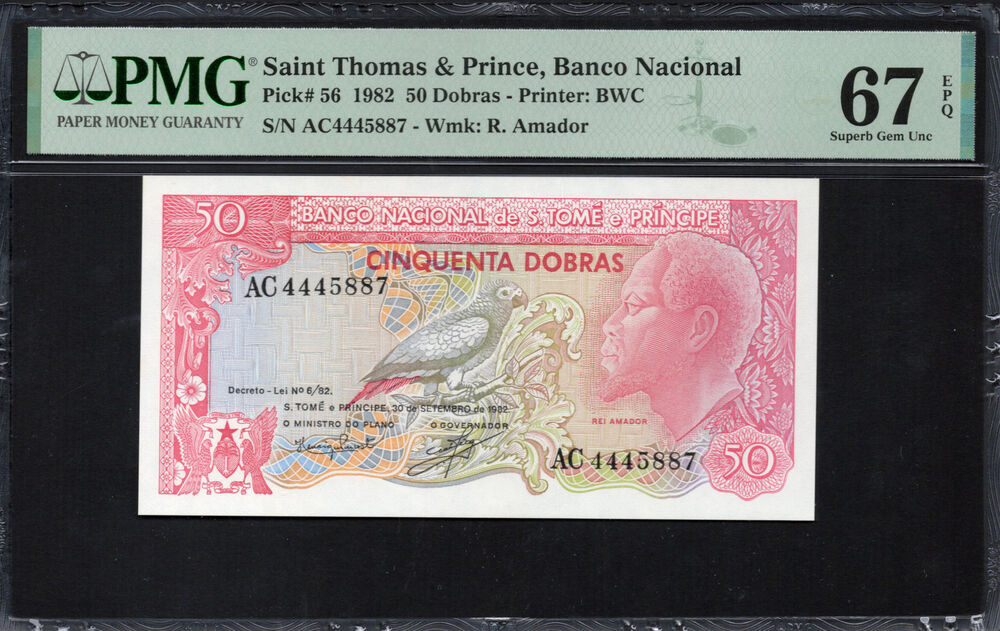 PMG®
PAPER MONEY GUARANTY
Saint Thomas & Prince, Banco Nacional
Pick# 56 1982 50 Dobras - Printer: BWC
S/N AC4445887 - Wmk: R. Amador
67
EPQ
Superb Gem Unc
50
BANCO NACIONAL de S. TOMÉ e PRÍNCIPE
CINQUENTA DOBRAS
AC 4445887
Decreto - Lei Nº 6/82.
S. TOMÉ e PRÍNCIPE, 30 de SETEMBRO de 1982
O MINISTRO DO PLANO O GOVERNADOR
REI AMADOR
AC 4445887
50